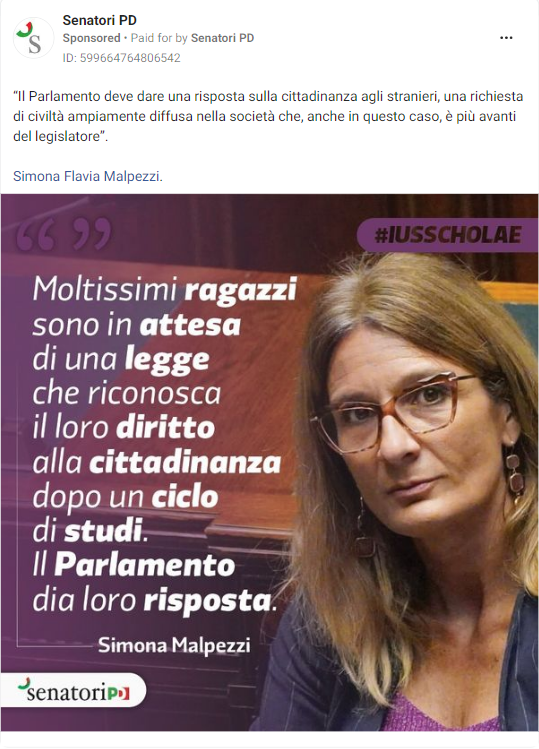 Senatori PD
Sponsored • Paid for by Senatori PD
ID: 599664764806542
“Il Parlamento deve dare una risposta sulla cittadinanza agli stranieri, una richiesta
di civiltà ampiamente diffusa nella società che, anche in questo caso, è più avanti
del legislatore”.
Simona Flavia Malpezzi.
“ ”
#IUSSCHOLAE
Moltissimi ragazzi
sono in attesa
di una legge
che riconosca
il loro diritto
alla cittadinanza
dopo un ciclo
di studi.
Il Parlamento
dia loro risposta.
Simona Malpezzi
senatoriPD